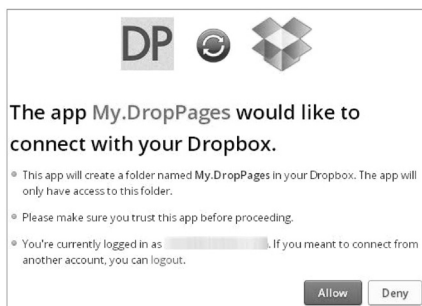 DP
The app My.DropPages would like to
connect with your Dropbox.
This app will create a folder named My.DropPages in your Dropbox. The app will
only have access to this folder.
Please make sure you trust this app before proceeding.
You're currently logged in as . If you meant to connect from
another account, you can logout.
Allow Deny